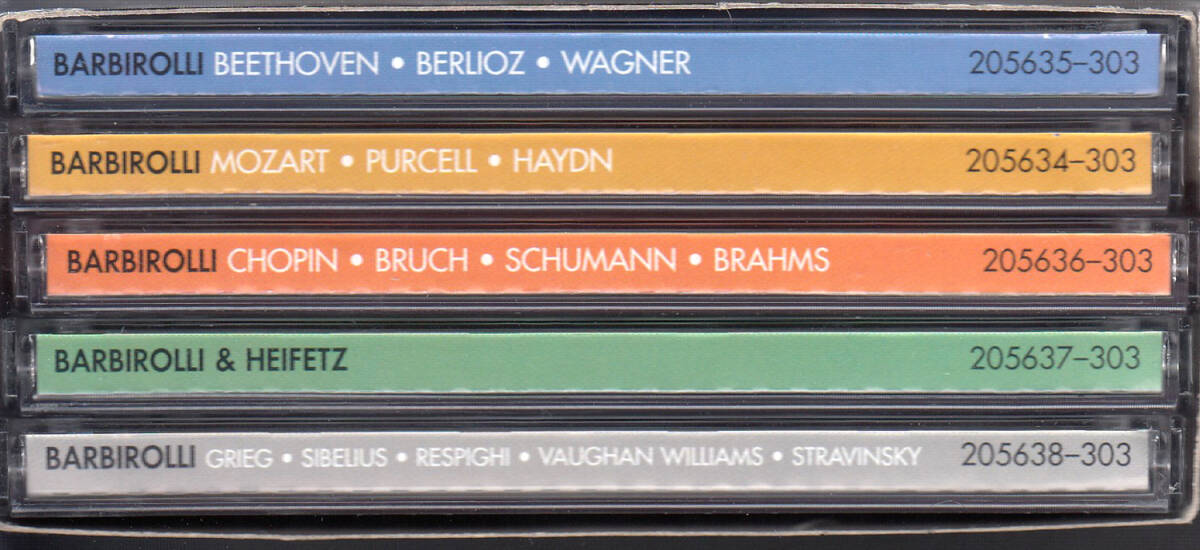 BARBIROLLI BEETHOVEN • BERLIOZ • WAGNER 205635–303
BARBIROLLI MOZART • PURCELL • HAYDN 205634–303
BARBIROLLI CHOPIN • BRUCH • SCHUMANN • BRAHMS 205636–303
BARBIROLLI & HEIFETZ 205637–303
BARBIROLLI GRIEG • SIBELIUS • RESPIGHI • VAUGHAN WILLIAMS • STRAVINSKY 205638–303